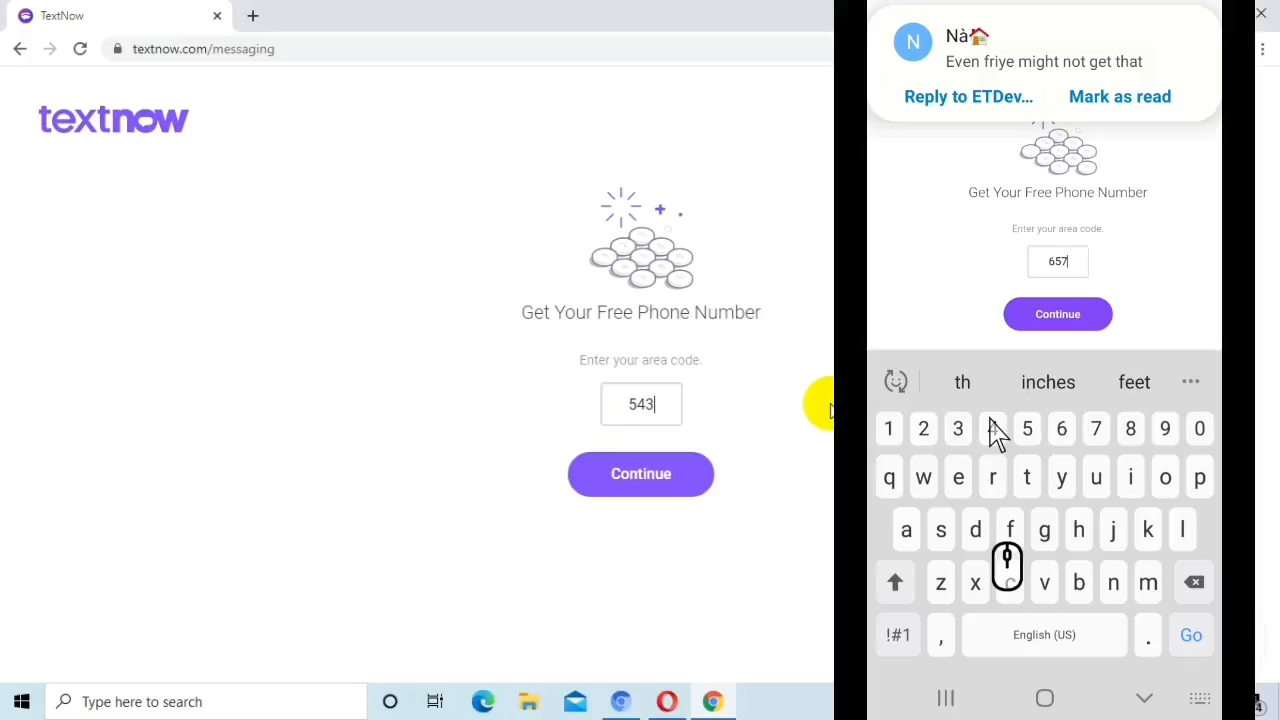 TextNow
textnow.com/messaging
textnow
Get Your Free Phone Number
Enter your area code.
543
Continue
Type here to search
N
Nà🏠
Even friye might not get that
Reply to ETDev...
Mark as read
Get Your Free Phone Number
Enter your area code.
657
Continue
th inches feet
1 2 3 4 5 6 7 8 9 0
q w e r t y u i o p
a s d f g h j k l
z x c v b n m
!#1 , English (US) . Go